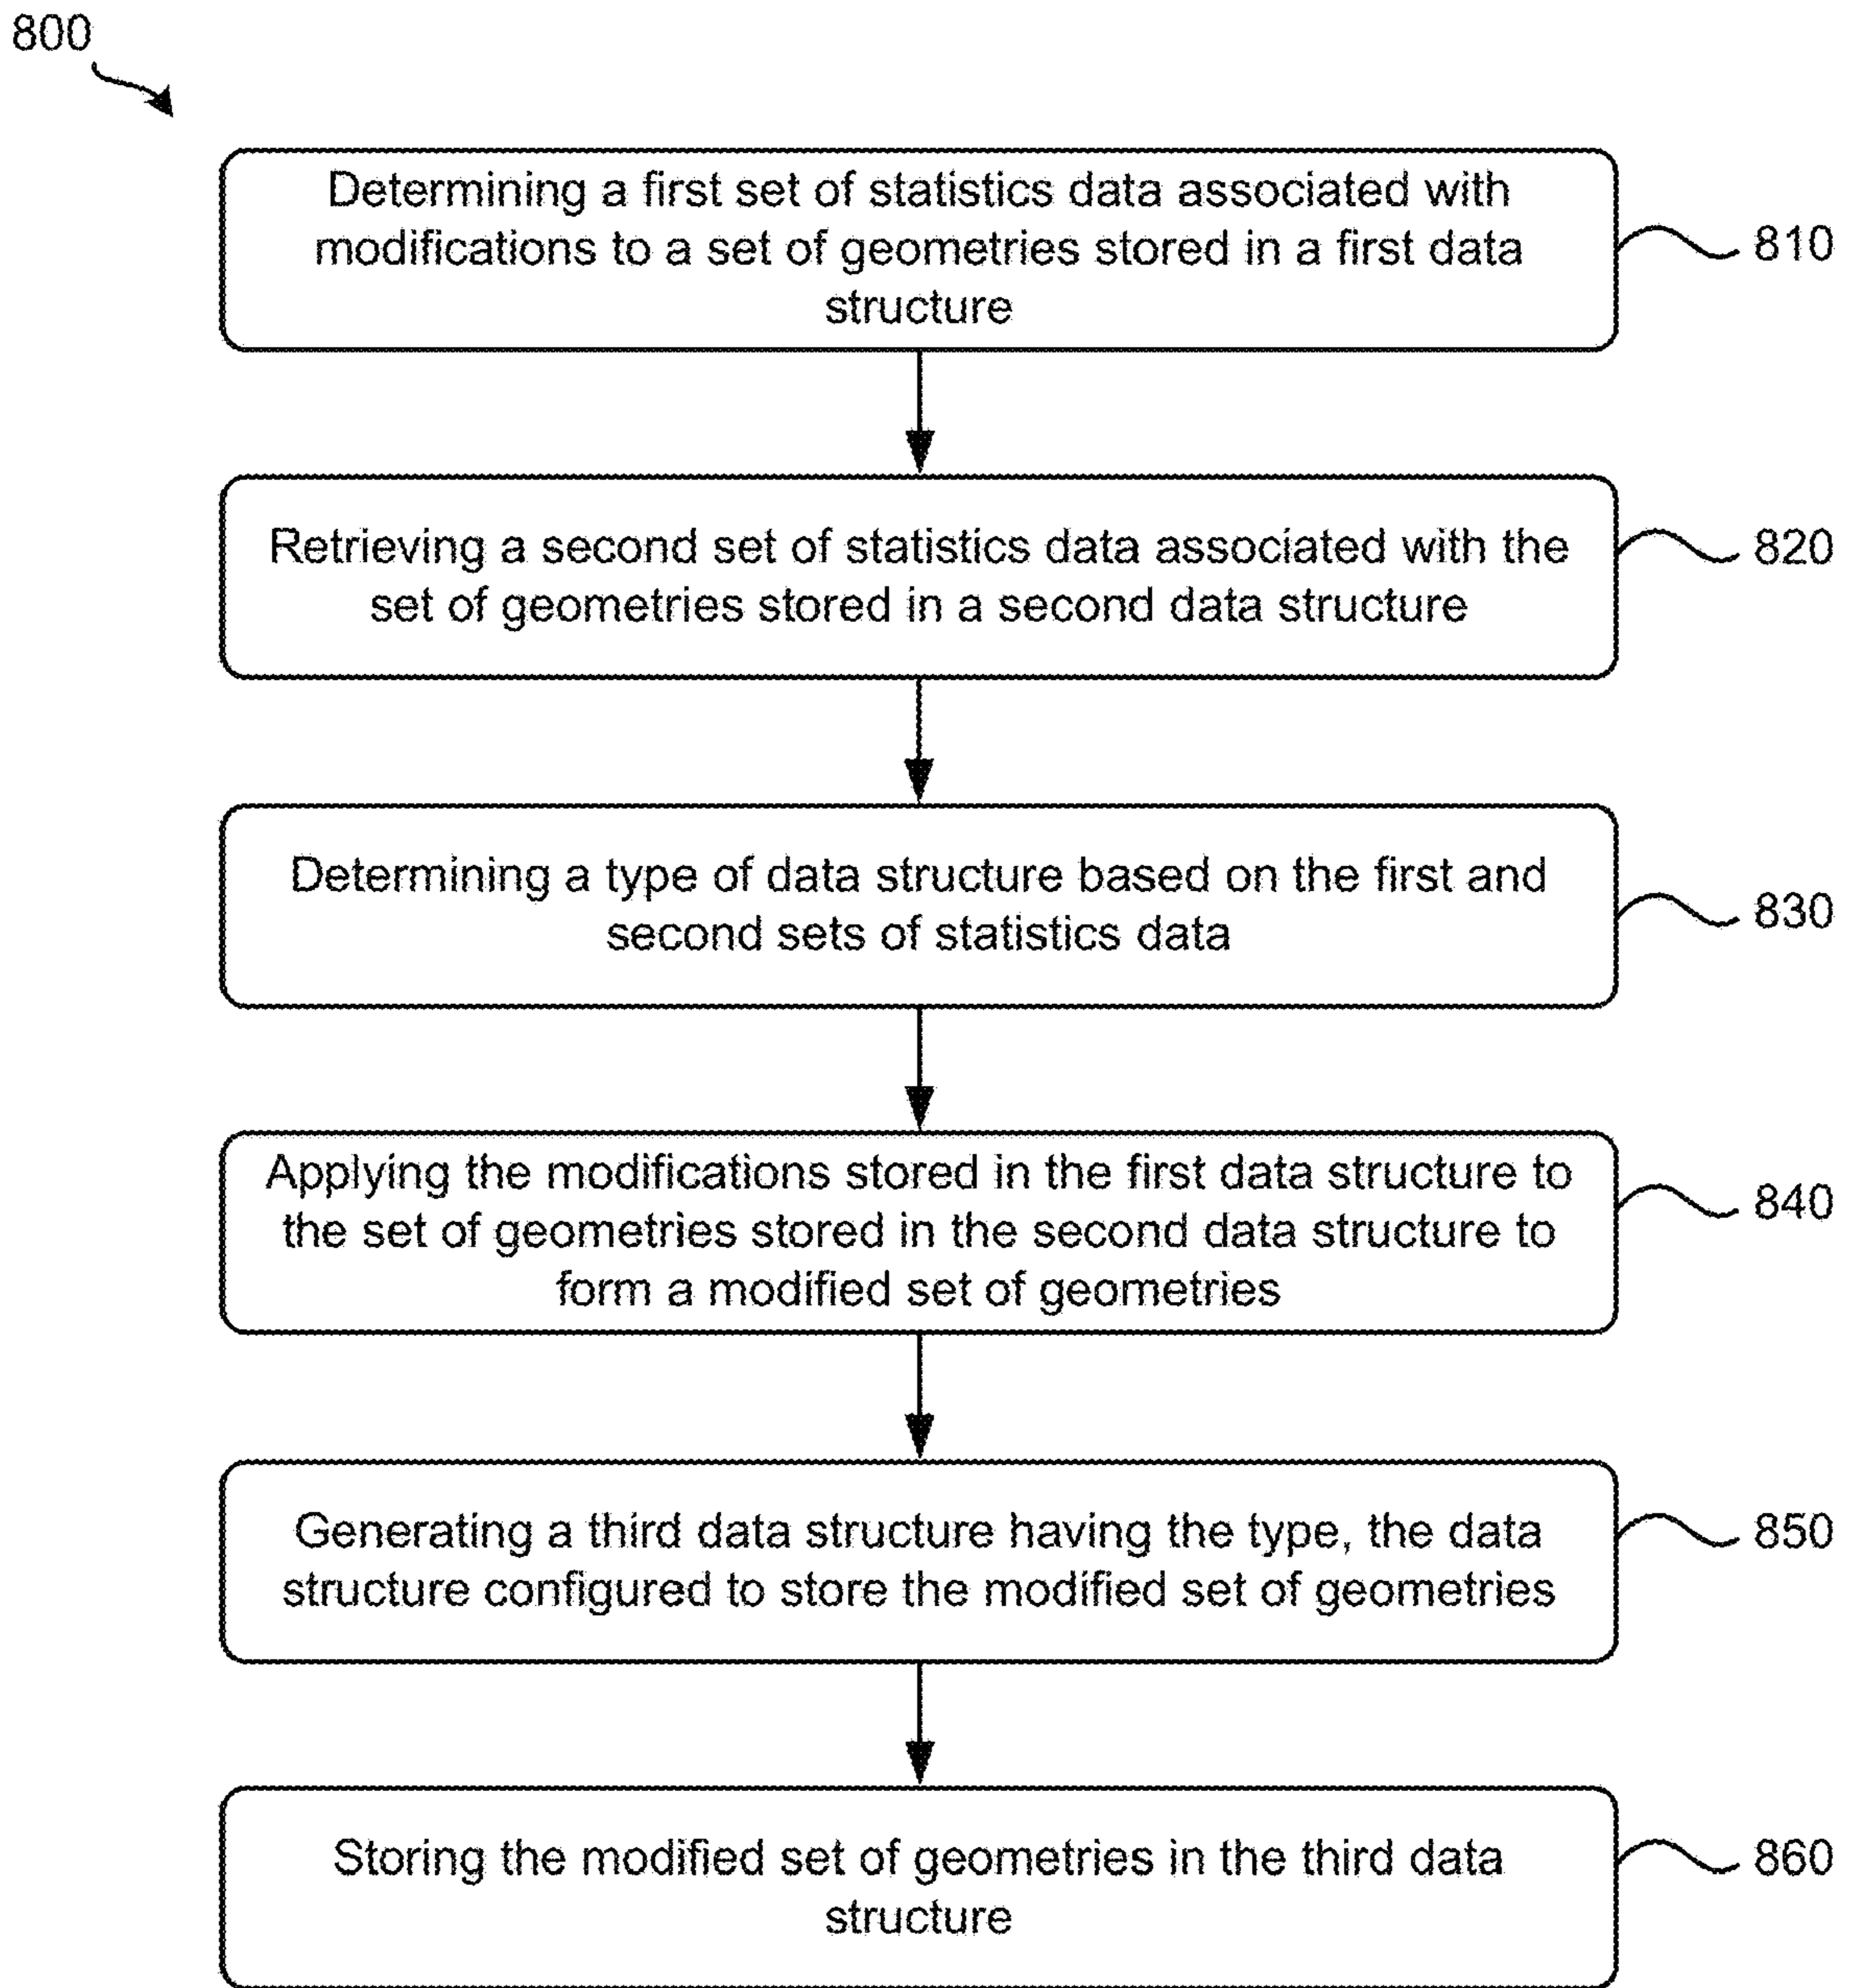 800
Determining a first set of statistics data associated with
modifications to a set of geometries stored in a first data
structure
810
Retrieving a second set of statistics data associated with the
set of geometries stored in a second data structure
820
Determining a type of data structure based on the first and
second sets of statistics data
830
Applying the modifications stored in the first data structure to
the set of geometries stored in the second data structure to
form a modified set of geometries
840
Generating a third data structure having the type, the data
structure configured to store the modified set of geometries
850
Storing the modified set of geometries in the third data
structure
860